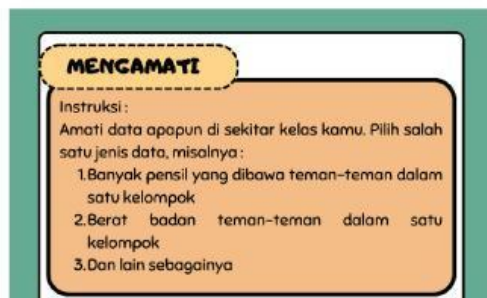 MENGAMATI
Instruksi :
Amati data apapun di sekitar kelas kamu. Pilih salah
satu jenis data, misalnya :
1.Banyak pensil yang dibawa teman-teman dalam
satu kelompok
2.Berat badan teman-teman dalam satu
kelompok
3.Dan lain sebagainya